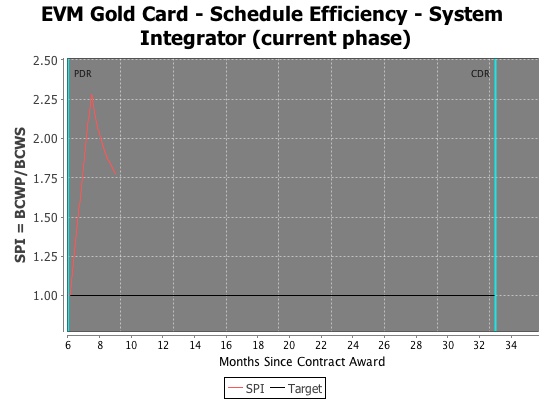 EVM Gold Card - Schedule Efficiency - System
Integrator (current phase)
2.50
2.25
2.00
1.75
1.50
1.25
1.00
SPI = BCWP/BCWS
PDR
CDR
6 8 10 12 14 16 18 20 22 24 26 28 30 32 34
Months Since Contract Award
SPI Target